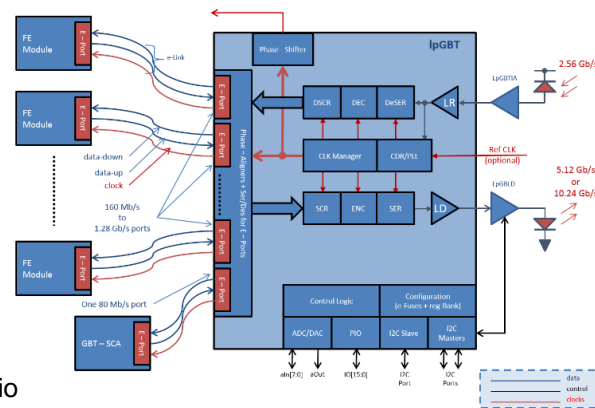 FE
Module
E – Port
e-Link
Phase - Shifter
lpGBT
LpGBTIA
2.56 Gb/s
E – Port
DSCR
DEC
DeSER
LR
FE
Module
E – Port
E – Port
Phase – Aligners + Ser/Des for E – Ports
CLK Manager
CDR/PLL
Ref CLK
(optional)
data-down
data-up
clock
5.12 Gb/s
or
10.24 Gb/s
LpGBLD
160 Mb/s
to
1.28 Gb/s ports
SCR
ENC
SER
LD
FE
Module
E – Port
E – Port
One 80 Mb/s port
E – Port
GBT – SCA
E – Port
Control Logic
Configuration
(e-Fuses + reg Bank)
ADC/DAC
PIO
I2C Slave
I2C
Masters
aIn[7:0]
aOut
IO[15:0]
I2C
Port
I2C
Ports
data
control
clocks
io